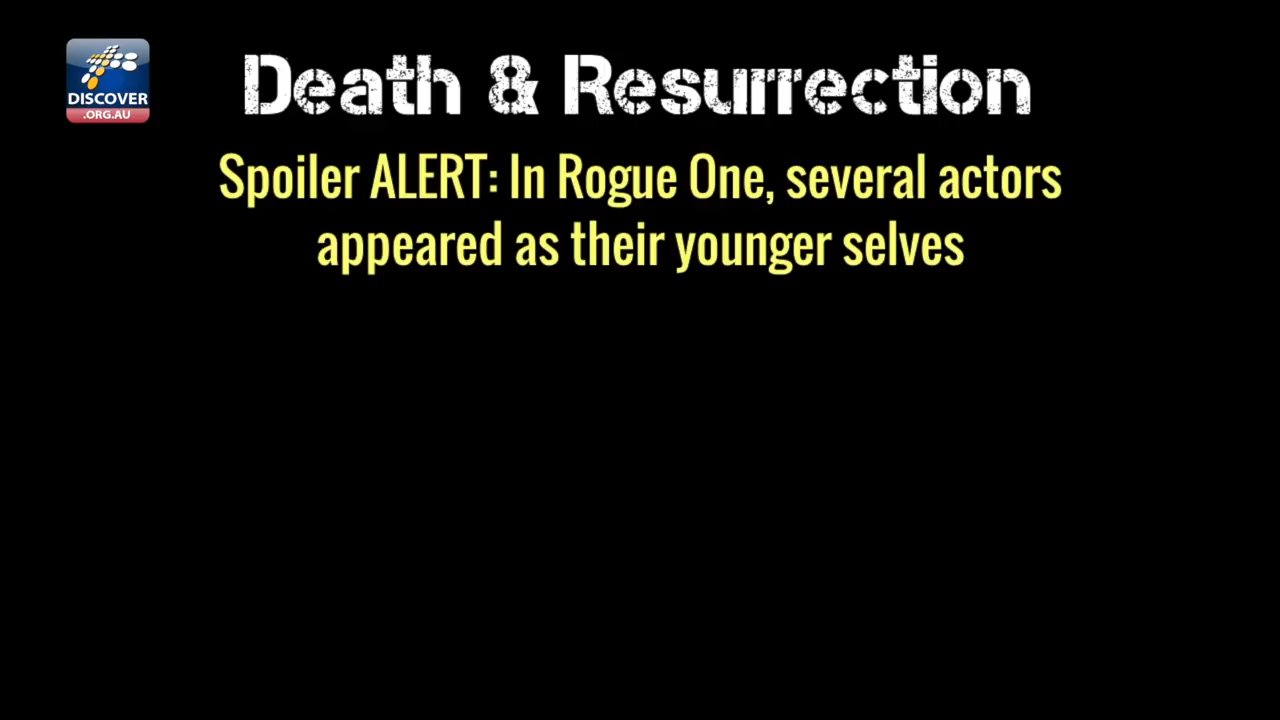 DISCOVER
.ORG.AU
Death & Resurrection
Spoiler ALERT: In Rogue One, several actors
appeared as their younger selves